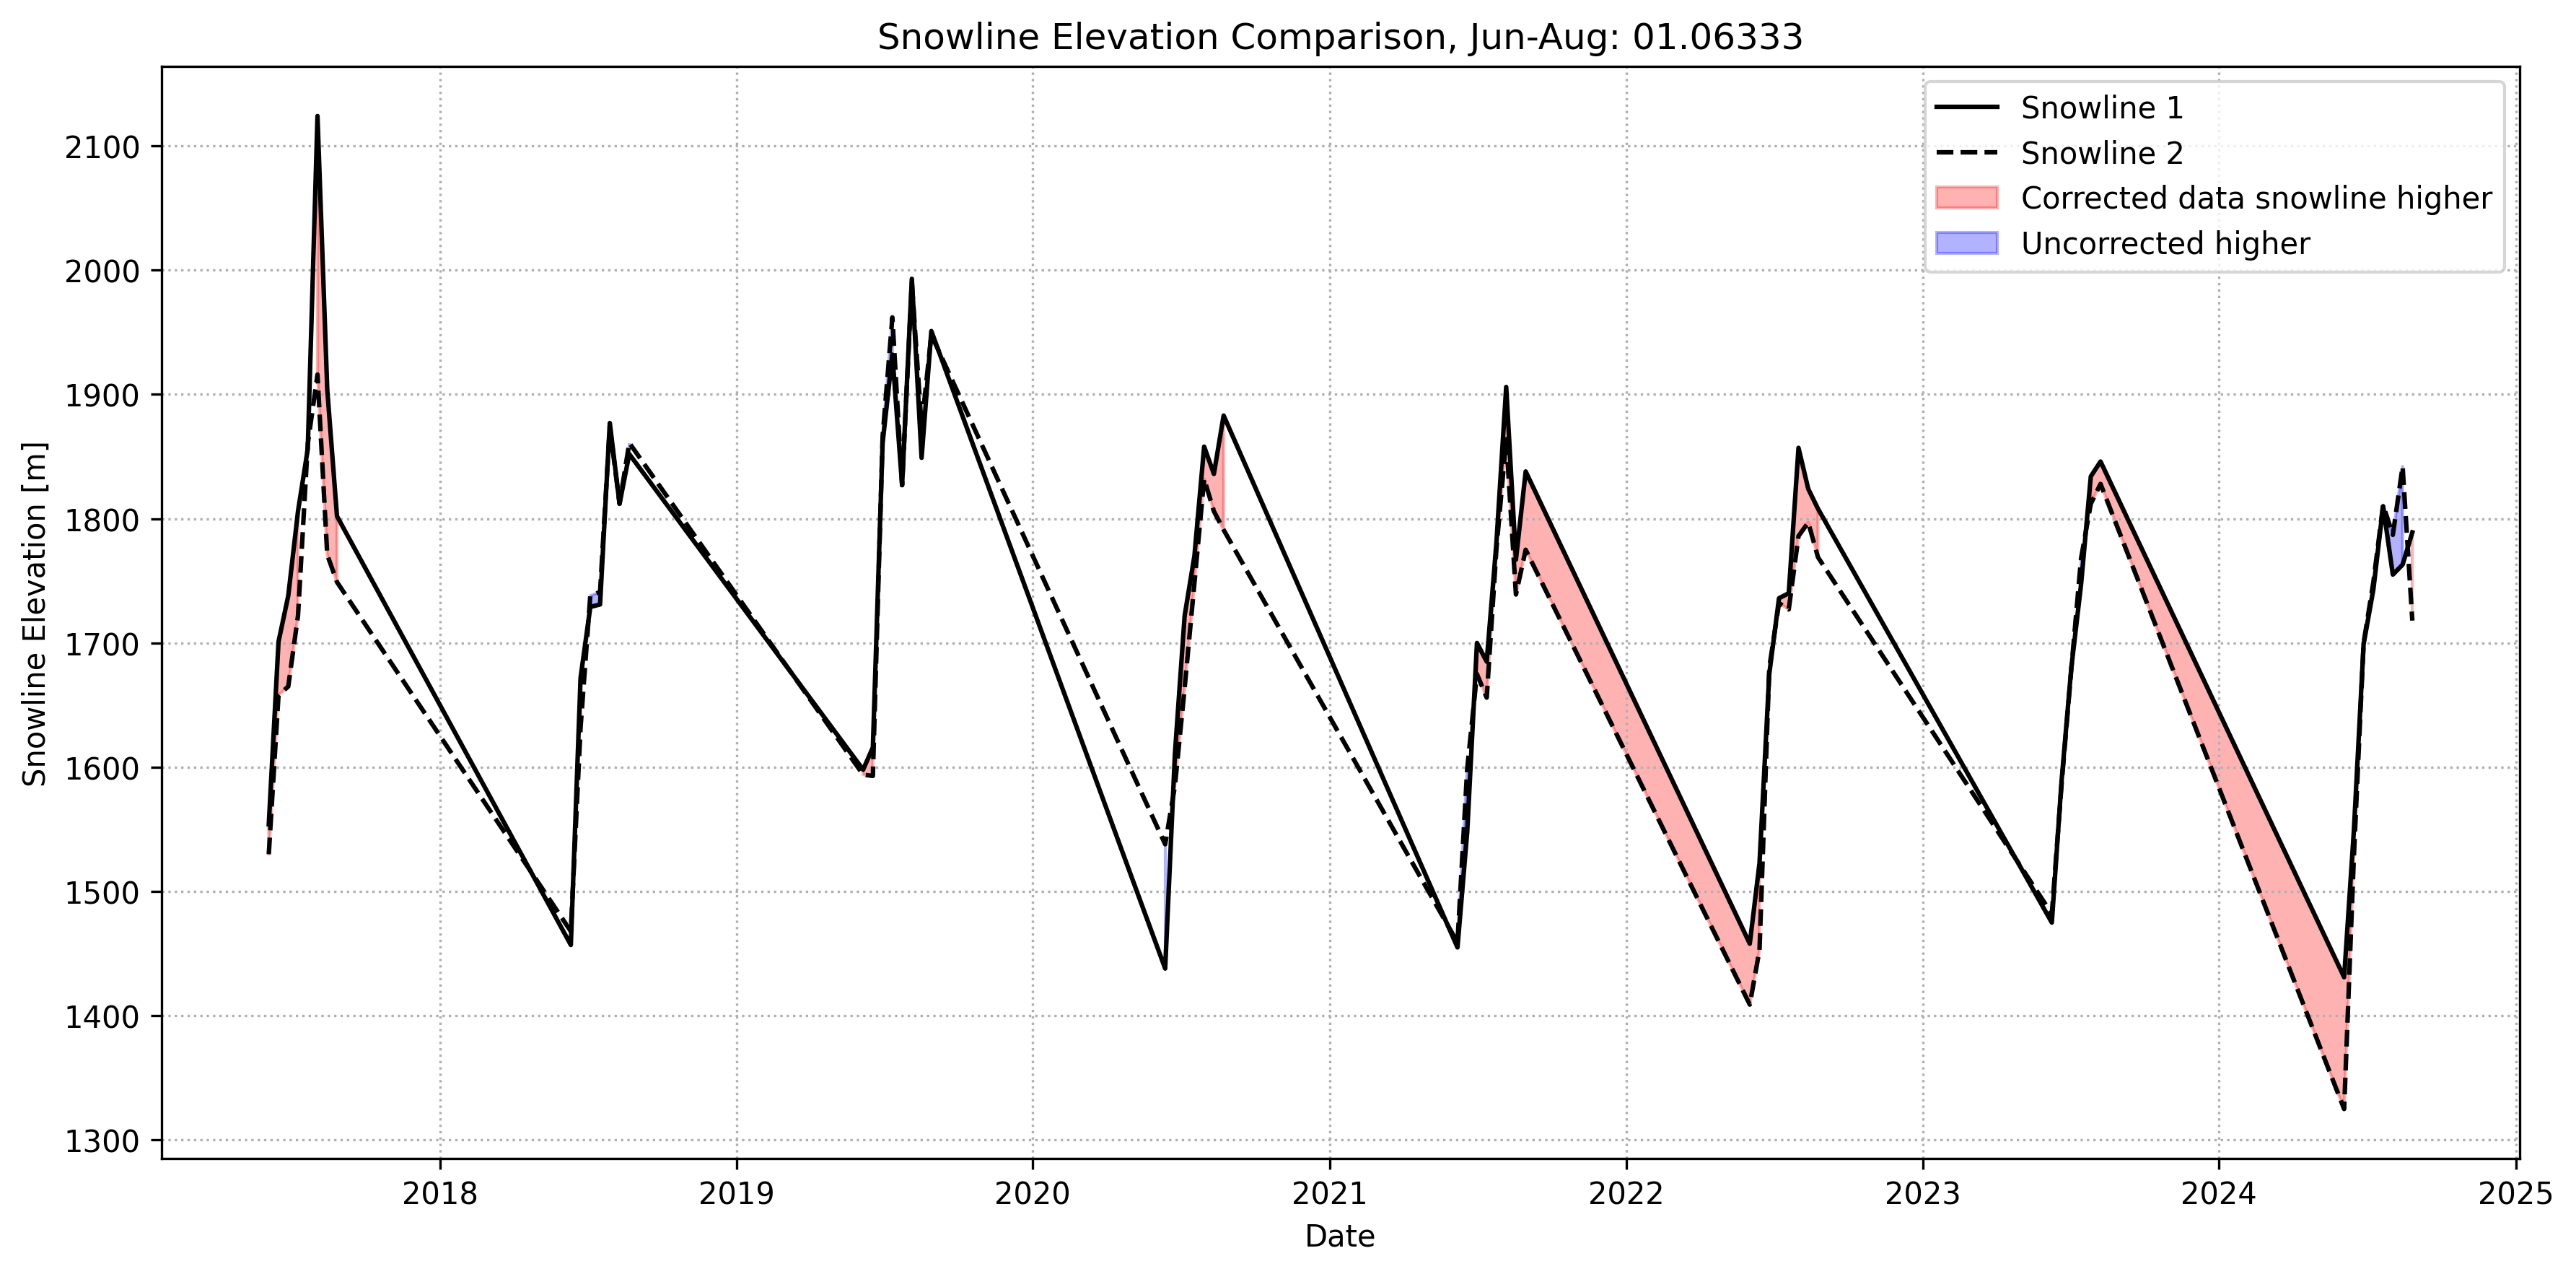 Snowline Elevation Comparison, Jun-Aug: 01.06333
Snowline 1
Snowline 2
Corrected data snowline higher
Uncorrected higher
2100
2000
1900
1800
1700
1600
1500
1400
1300
Snowline Elevation [m]
2018 2019 2020 2021 2022 2023 2024 2025
Date